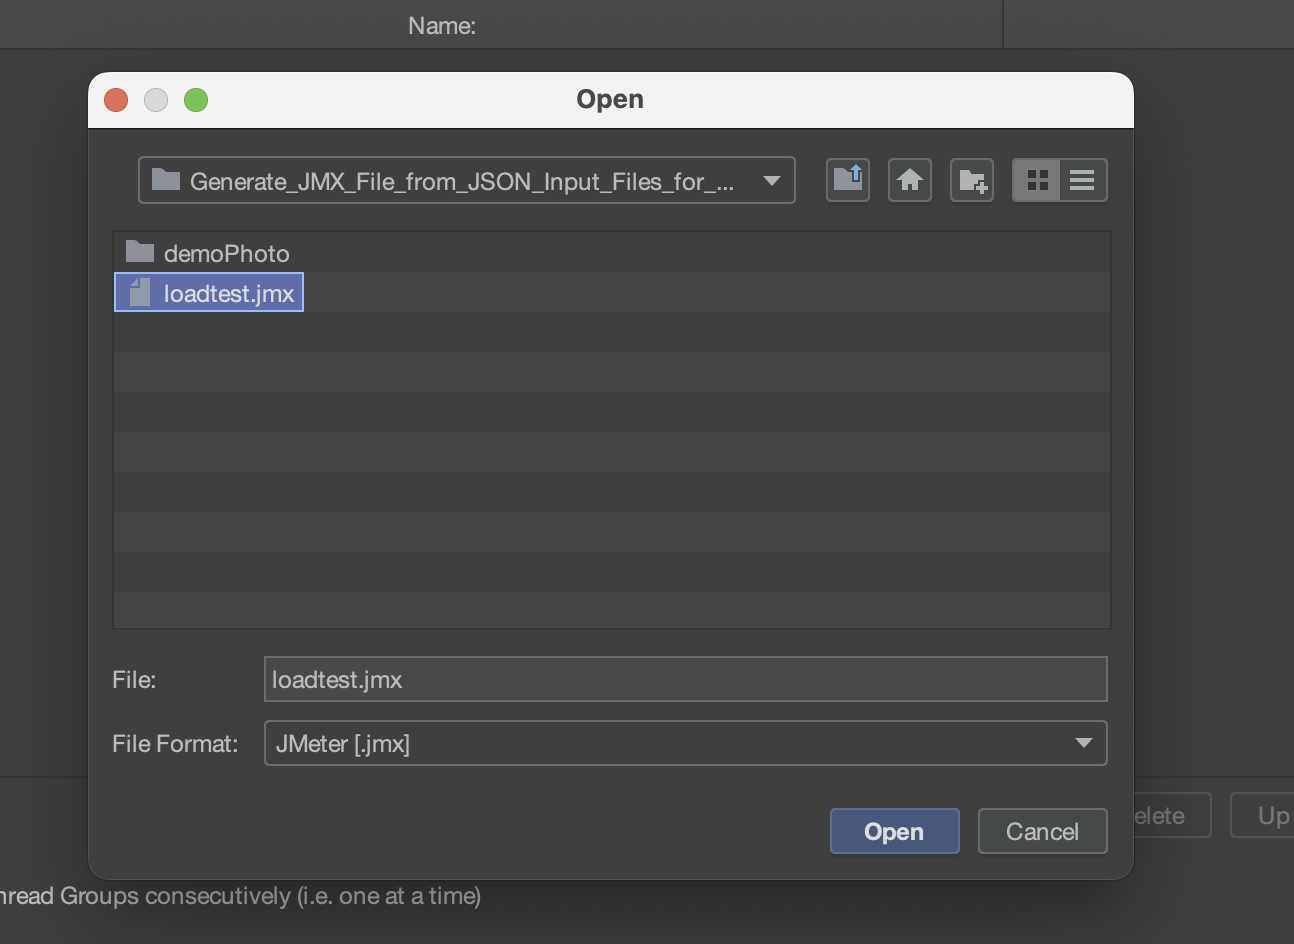 Name:
Open
Generate_JMX_File_from_JSON_Input_Files_for_...
demoPhoto
loadtest.jmx
File:
loadtest.jmx
File Format:
JMeter [.jmx]
Open
Cancel
elete
Up
hread Groups consecutively (i.e. one at a time)